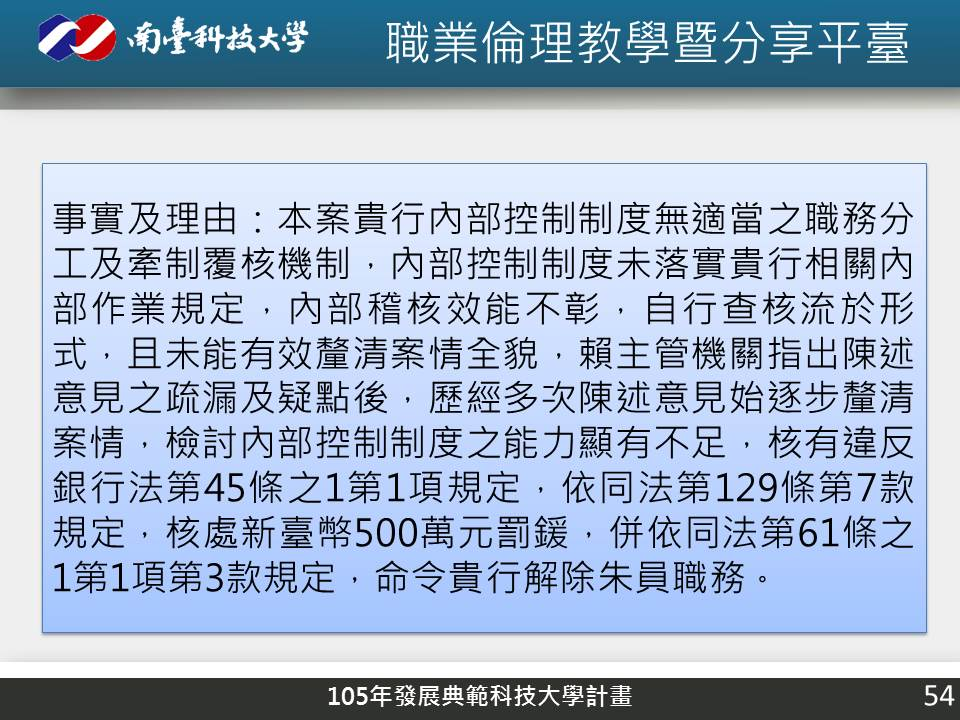 南臺科技大學
職業倫理教學暨分享平臺
事實及理由：本案貴行內部控制制度無適當之職務分
工及牽制覆核機制，內部控制制度未落實貴行相關內
部作業規定，內部稽核效能不彰，自行查核流於形
式，且未能有效釐清案情全貌，賴主管機關指出陳述
意見之疏漏及疑點後，歷經多次陳述意見始逐步釐清
案情，檢討內部控制制度之能力顯有不足，核有違反
銀行法第45條之1第1項規定，依同法第129條第7款
規定，核處新臺幣500萬元罰鍰，併依同法第61條之
1第1項第3款規定，命令貴行解除朱員職務。
105年發展典範科技大學計畫
54